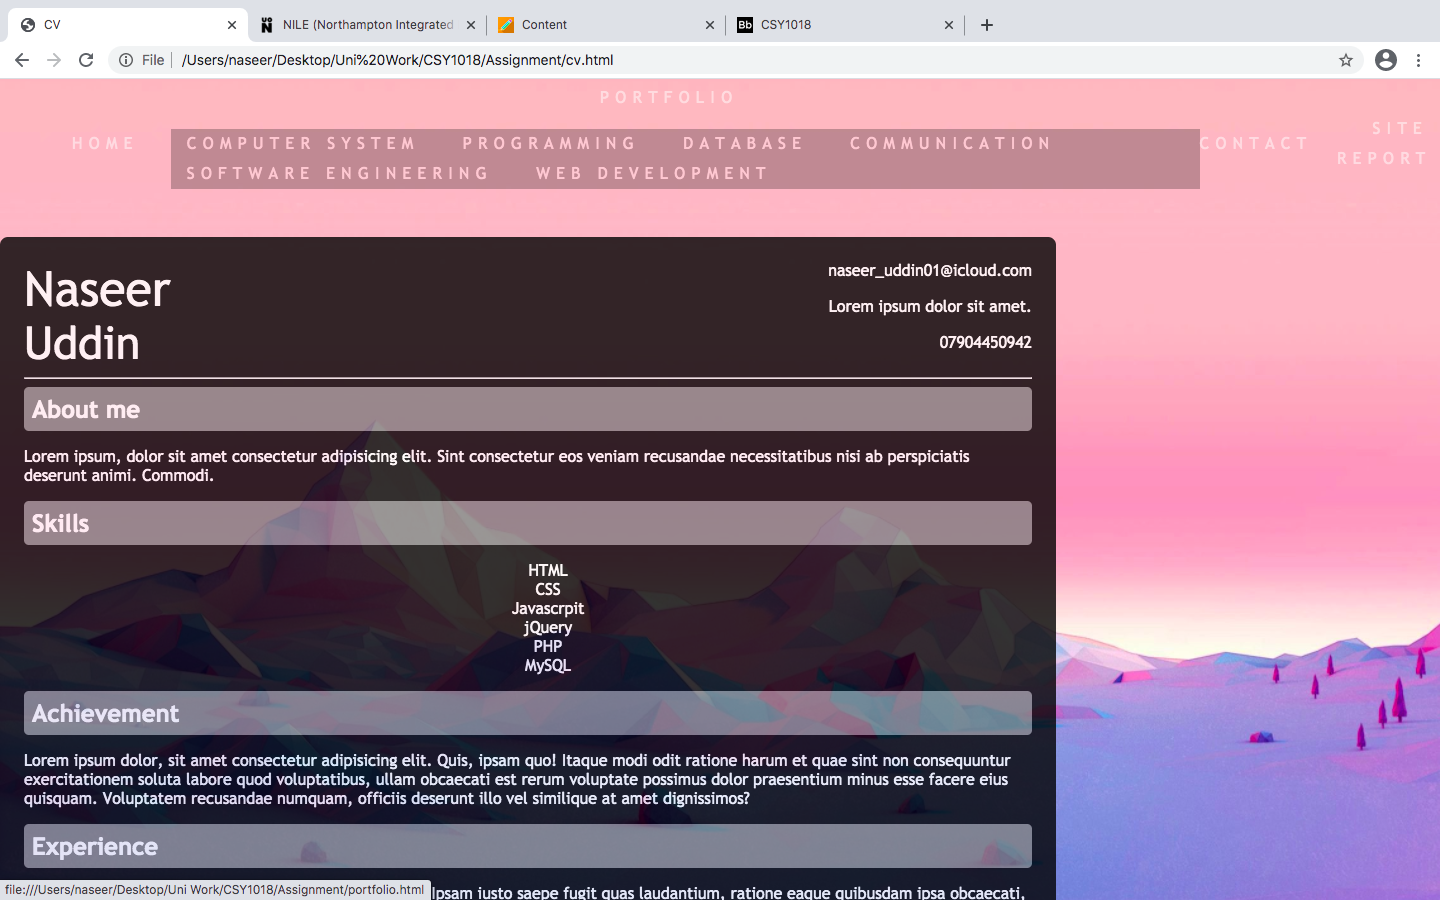 CV
NILE (Northampton Integrated
Content
Bb
CSY1018
File
/Users/naseer/Desktop/Uni%20Work/CSY1018/Assignment/cv.html
PORTFOLIO
HOME
COMPUTER SYSTEM
PROGRAMMING
DATABASE
COMMUNICATION
SOFTWARE ENGINEERING
WEB DEVELOPMENT
CONTACT
SITE
REPORT
Naseer
Uddin
naseer_uddin01@icloud.com
Lorem ipsum dolor sit amet.
07904450942
About me
Lorem ipsum, dolor sit amet consectetur adipisicing elit. Sint consectetur eos veniam recusandae necessitatibus nisi ab perspiciatis
deserunt animi. Commodi.
Skills
HTML
CSS
Javascrpit
jQuery
PHP
MySQL
Achievement
Lorem ipsum dolor, sit amet consectetur adipisicing elit. Quis, ipsam quo! Itaque modi odit ratione harum et quae sint non consequuntur
exercitationem soluta labore quod voluptatibus, ullam obcaecati est rerum voluptate possimus dolor praesentium minus esse facere eius
quisquam. Voluptatem recusandae numquam, officiis deserunt illo vel similique at amet dignissimos?
Experience
file:///Users/naseer/Desktop/Uni Work/CSY1018/Assignment/portfolio.html
Ipsam iusto saepe fugit quas laudantium, ratione eaque quibusdam ipsa obcaecati,